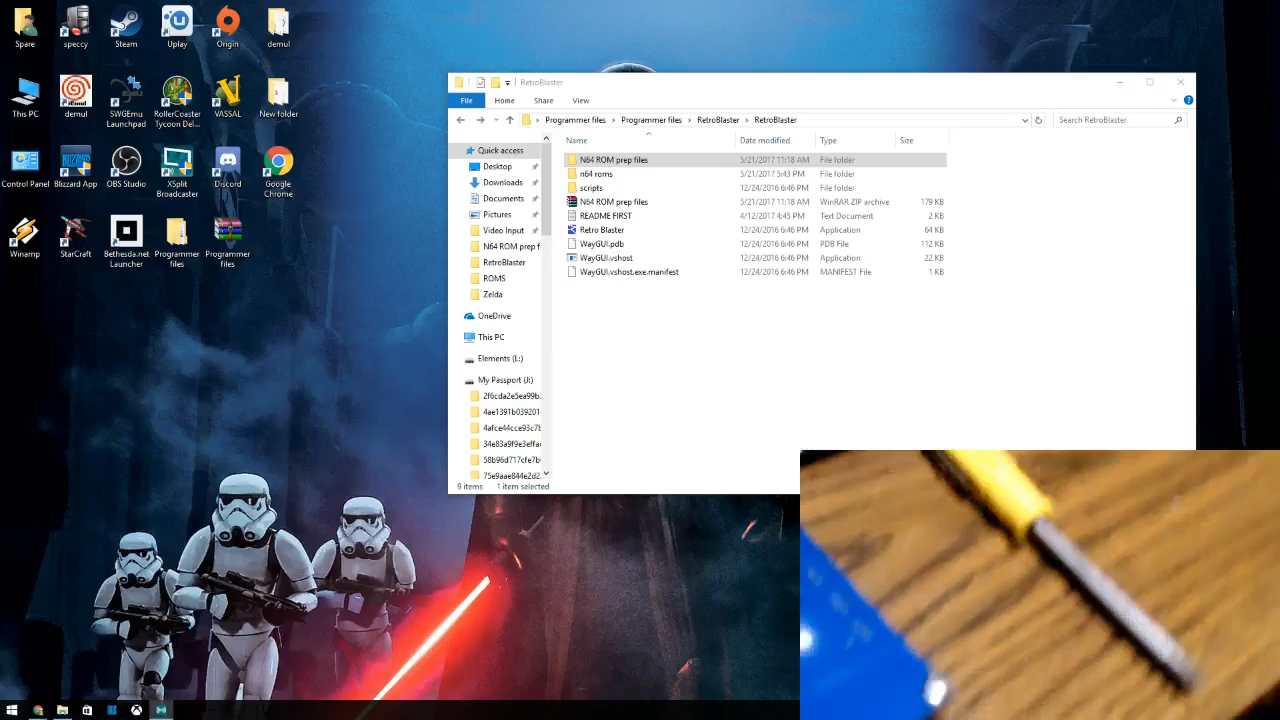 Spare
speccy
Steam
Uplay
Origin
demul
This PC
demul
SWGEmu
Launchpad
RollerCoaster
Tycoon Del...
VASSAL
New folder
Control Panel
Blizzard App
OBS Studio
XSplit
Broadcaster
Discord
Google
Chrome
Winamp
StarCraft
Bethesda.net
Launcher
Programmer
files
Programmer
files
RetroBlaster
File Home Share View
Programmer files > Programmer files > RetroBlaster > RetroBlaster
Search RetroBlaster
Name Date modified Type Size
N64 ROM prep files 5/21/2017 11:18 AM File folder
n64 roms 5/21/2017 5:43 PM File folder
scripts 12/24/2016 6:46 PM File folder
N64 ROM prep files 5/21/2017 11:18 AM WinRAR ZIP archive 179 KB
README FIRST 4/12/2017 4:45 PM Text Document 2 KB
Retro Blaster 12/24/2016 6:46 PM Application 64 KB
WayGUI.pdb 12/24/2016 6:46 PM PDB File 112 KB
WayGUI.vshost 12/24/2016 6:46 PM Application 22 KB
WayGUI.vshost.exe.manifest 12/24/2016 6:46 PM MANIFEST File 1 KB
Quick access
Desktop
Downloads
Documents
Pictures
Video Input
N64 ROM prep f
RetroBlaster
ROMS
Zelda
OneDrive
This PC
Elements (L:)
My Passport (J:)
2f6cda2e5ea99b
4ae1391b039201
4afce44cce93c7b
34e83a9f9e3effa
58b96d717cfe7b
75e9aae844e2d2
9 items 1 item selected